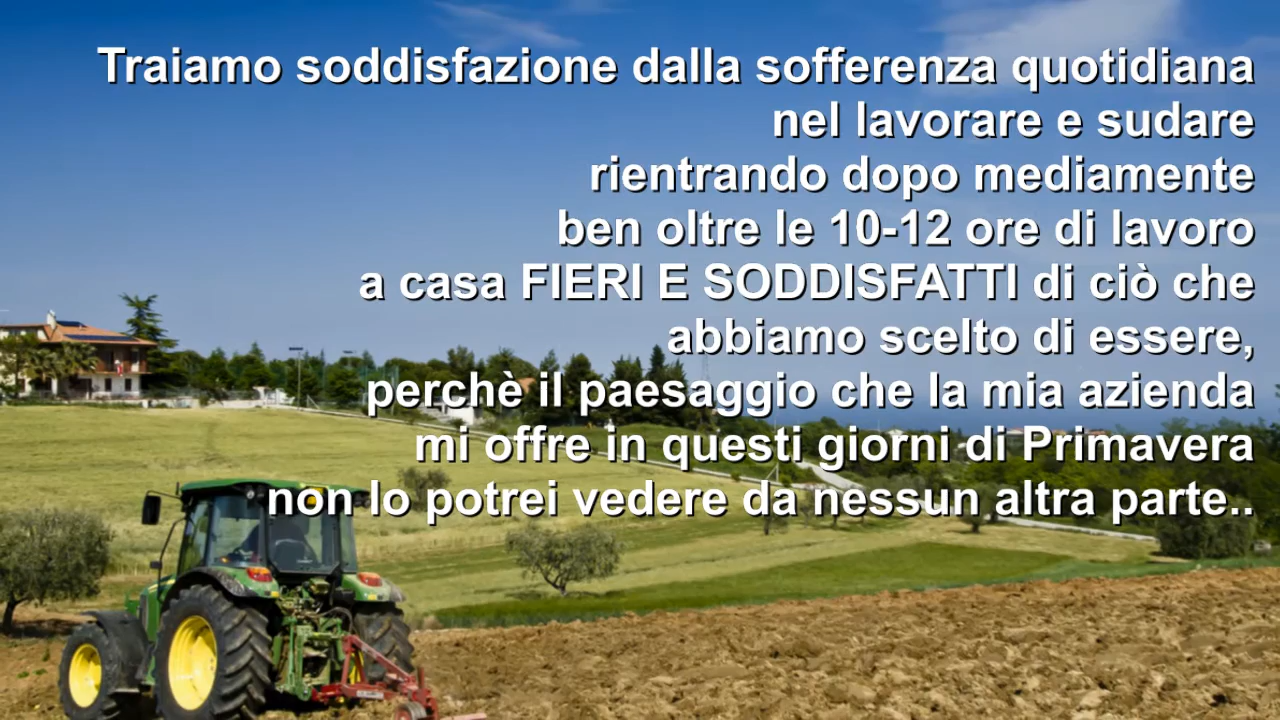 Traiamo soddisfazione dalla sofferenza quotidiana
nel lavorare e sudare
rientrando dopo mediamente
ben oltre le 10-12 ore di lavoro
a casa FIERI E SODDISFATTI di ciò che
abbiamo scelto di essere,
perchè il paesaggio che la mia azienda
mi offre in questi giorni di Primavera
non lo potrei vedere da nessun altra parte..